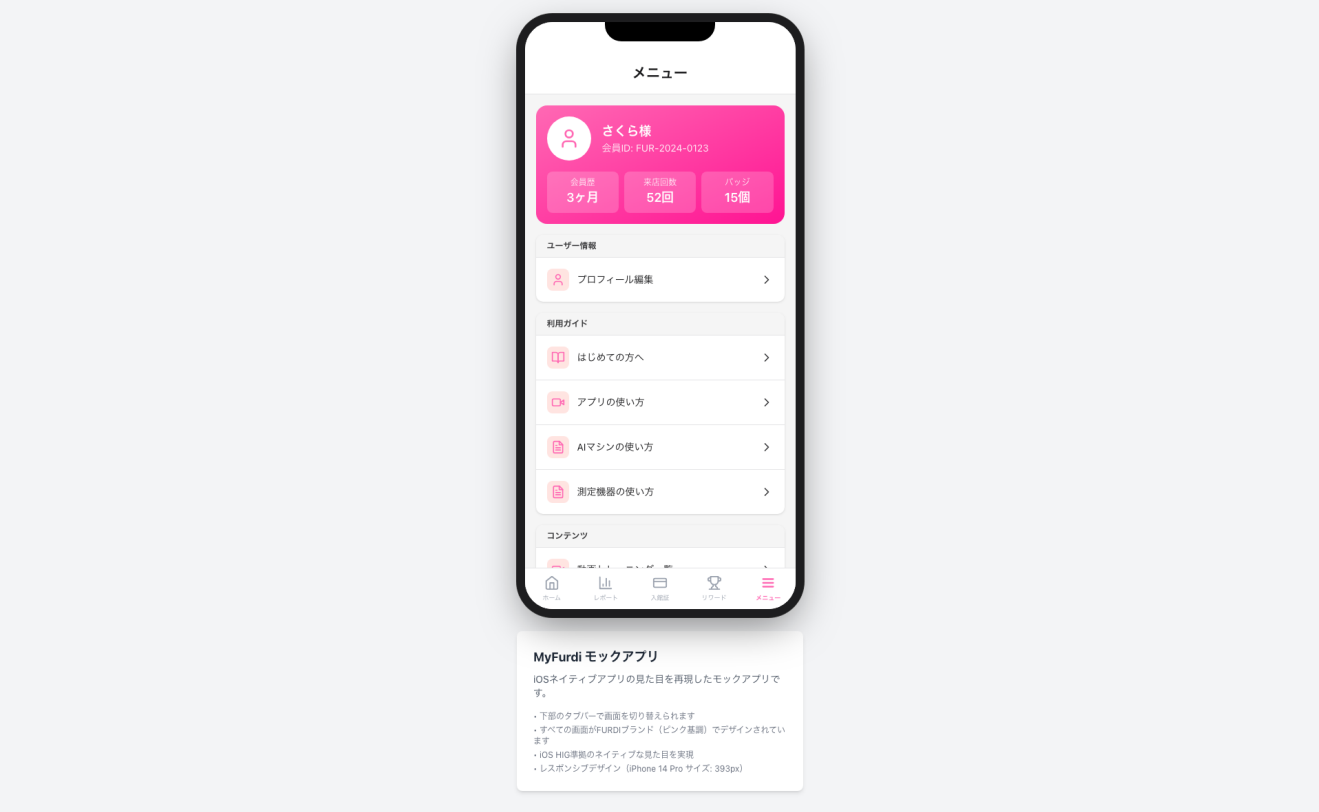 メニュー
さくら様
会員ID: FUR-2024-0123
会員歴
3ヶ月
来店回数
52回
バッジ
15個
ユーザー情報
プロフィール編集
利用ガイド
はじめての方へ
アプリの使い方
AIマシンの使い方
測定機器の使い方
コンテンツ
ホーム
レポート
入館証
リワード
メニュー
MyFurdi モックアプリ
iOSネイティブアプリの見た目を再現したモックアプリで
す。
• 下部のタブバーで画面を切り替えられます
• すべての画面がFURDIブランド（ピンク基調）でデザインされてい
ます
• iOS HIG準拠のネイティブな見た目を実現
• レスポンシブデザイン（iPhone 14 Pro サイズ: 393px）